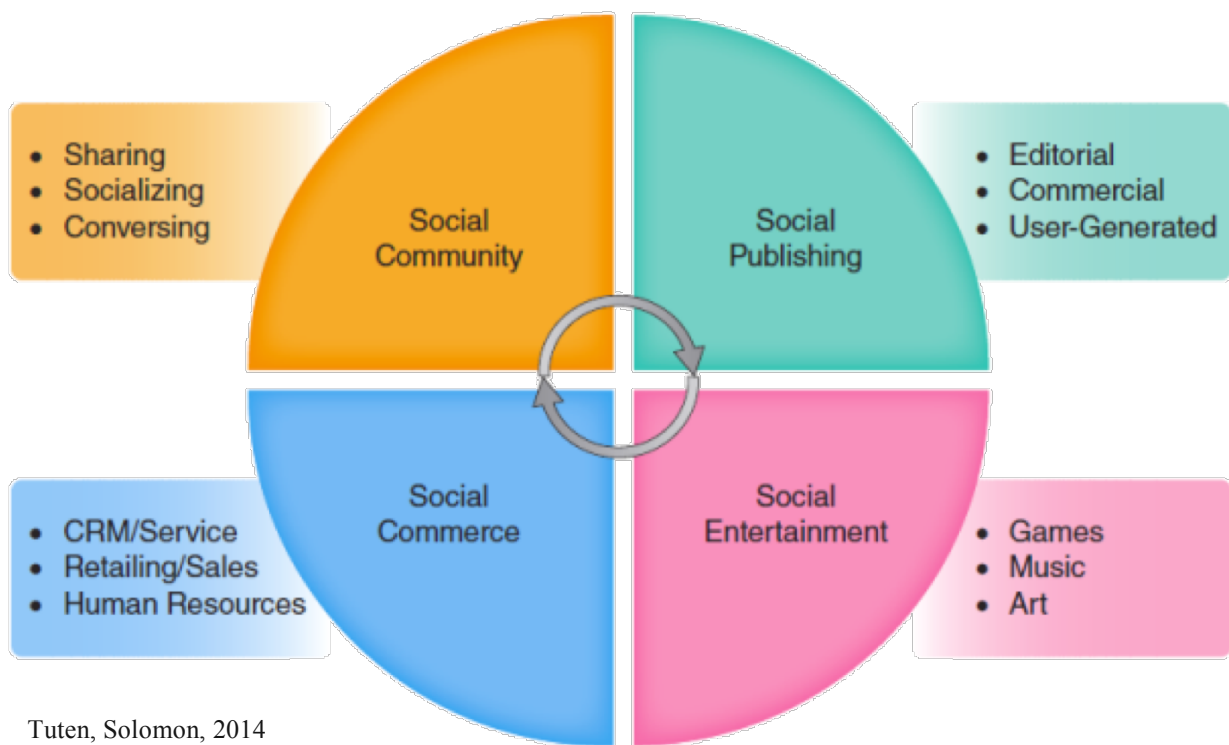 • Sharing
• Socializing
• Conversing
Social
Community
Social
Publishing
• Editorial
• Commercial
• User-Generated
• CRM/Service
• Retailing/Sales
• Human Resources
Social
Commerce
Social
Entertainment
• Games
• Music
• Art
Tuten, Solomon, 2014